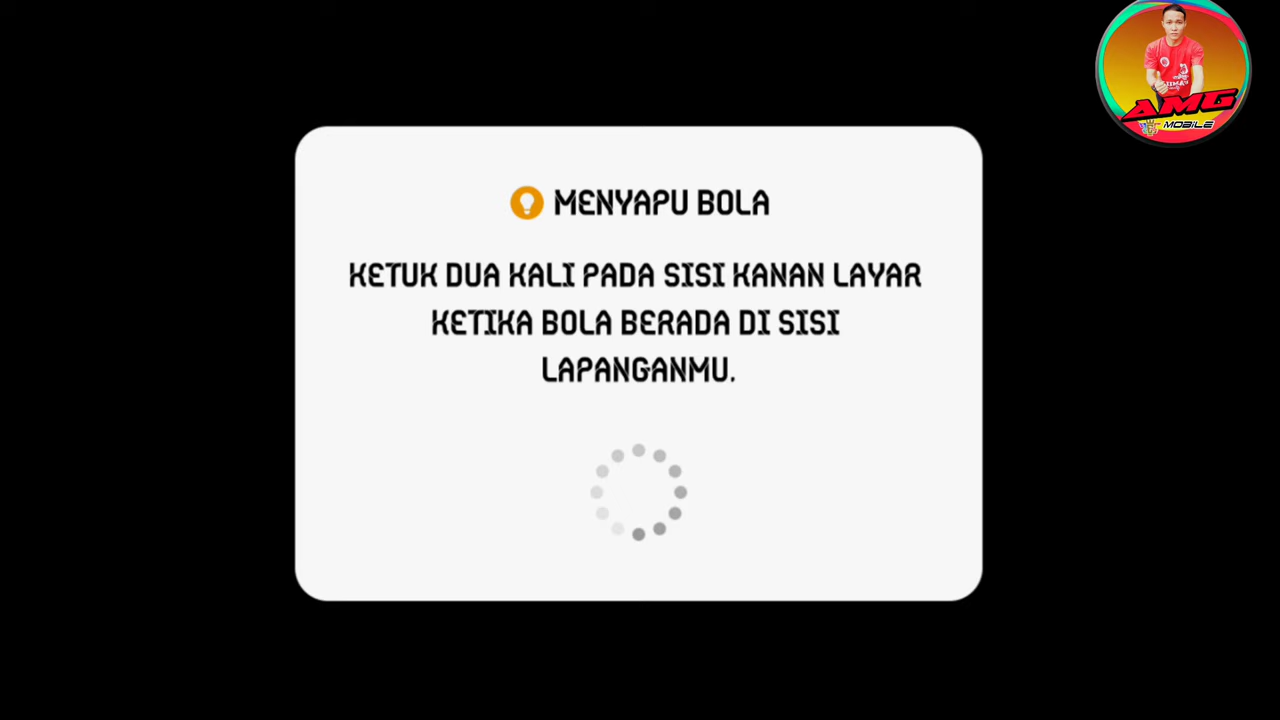 AMG
MOBILE
MENYAPU BOLA
KETUK DUA KALI PADA SISI KANAN LAYAR
KETIKA BOLA BERADA DI SISI
LAPANGANMU.